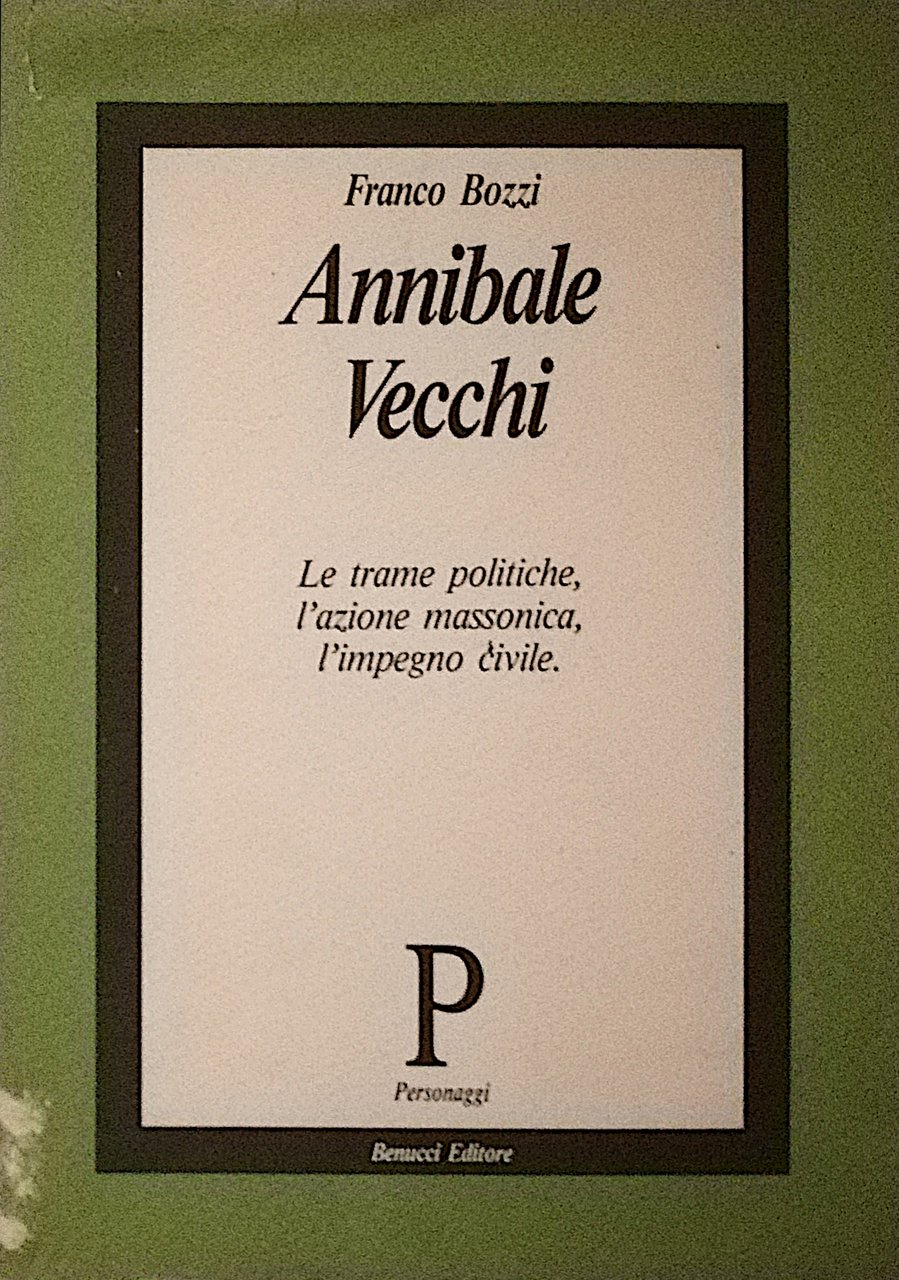 Franco Bozzi
Annibale
Vecchi
Le trame politiche,
l'azione massonica,
l'impegno civile.
P
Personaggi
Benucci Editore